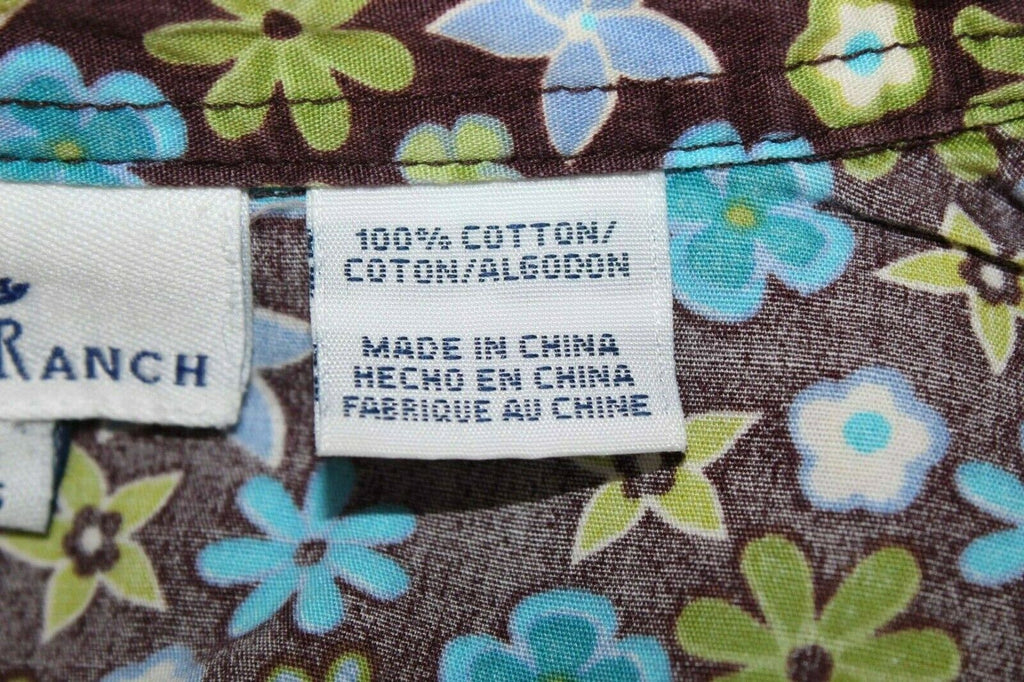 RANCH
S
100% COTTON/
COTON/ALGODON
MADE IN CHINA
HECHO EN CHINA
FABRIQUE AU CHINE